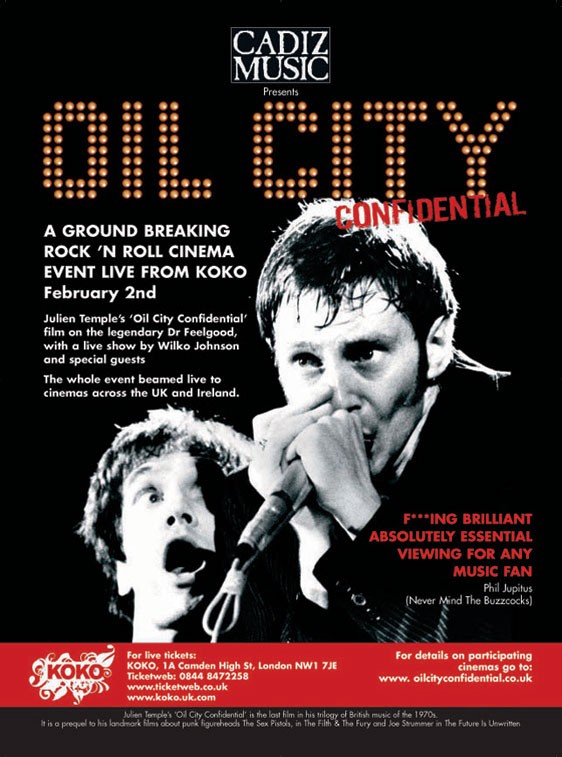 CADIZ
MUSIC
Presents
OIL CITY
CONFIDENTIAL
A GROUND BREAKING
ROCK 'N ROLL CINEMA
EVENT LIVE FROM KOKO
February 2nd
Julien Temple's 'Oil City Confidential'
film on the legendary Dr Feelgood,
with a live show by Wilko Johnson
and special guests
The whole event beamed live to
cinemas across the UK and Ireland.
F***ING BRILLIANT
ABSOLUTELY ESSENTIAL
VIEWING FOR ANY
MUSIC FAN
Phil Jupitus
(Never Mind The Buzzcocks)
KOKO
For live tickets:
KOKO, 1A Camden High St, London NW1 7JE
Ticketweb: 0844 8472258
www.ticketweb.co.uk
www.koko.uk.com
For details on participating
cinemas go to:
www. oilcityconfidential.co.uk
Julien Temple's 'Oil City Confidential' is the last film in his trilogy of British music of the 1970s.
It is a prequel to his landmark films about punk figureheads The Sex Pistols, in The Filth & The Fury and Joe Strummer in The Future Is Unwritten